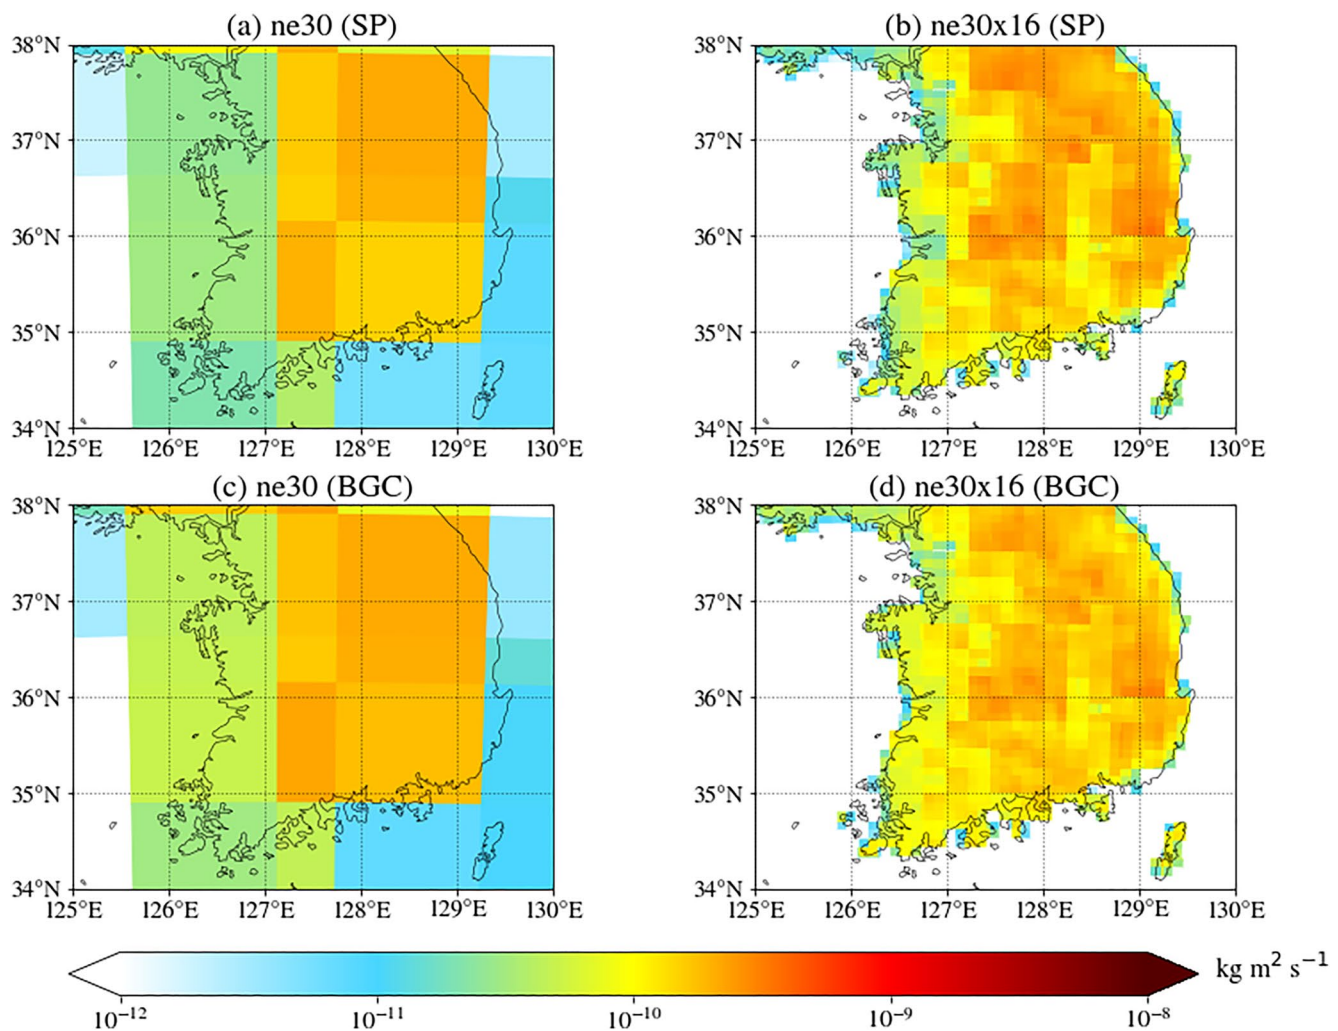 (a) ne30 (SP)
(b) ne30x16 (SP)
38°N
37°N
36°N
35°N
34°N
125°E 126°E 127°E 128°E 129°E 130°E
38°N
37°N
36°N
35°N
34°N
125°E 126°E 127°E 128°E 129°E 130°E
(c) ne30 (BGC)
(d) ne30x16 (BGC)
38°N
37°N
36°N
35°N
34°N
125°E 126°E 127°E 128°E 129°E 130°E
38°N
37°N
36°N
35°N
34°N
125°E 126°E 127°E 128°E 129°E 130°E
kg m² s⁻¹
10⁻¹² 10⁻¹¹ 10⁻¹⁰ 10⁻⁹ 10⁻⁸